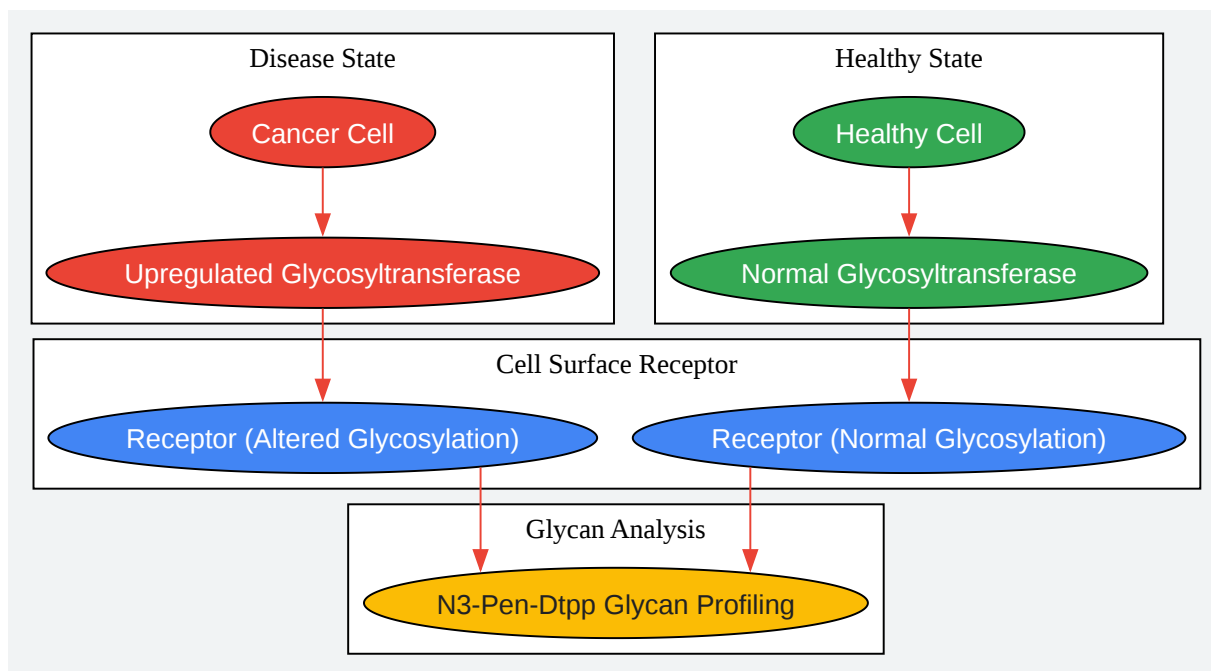 Disease State
Healthy State
Cancer Cell
Healthy Cell
Upregulated Glycosyltransferase
Normal Glycosyltransferase
Cell Surface Receptor
Receptor (Altered Glycosylation)
Receptor (Normal Glycosylation)
Glycan Analysis
N3-Pen-Dtpp Glycan Profiling